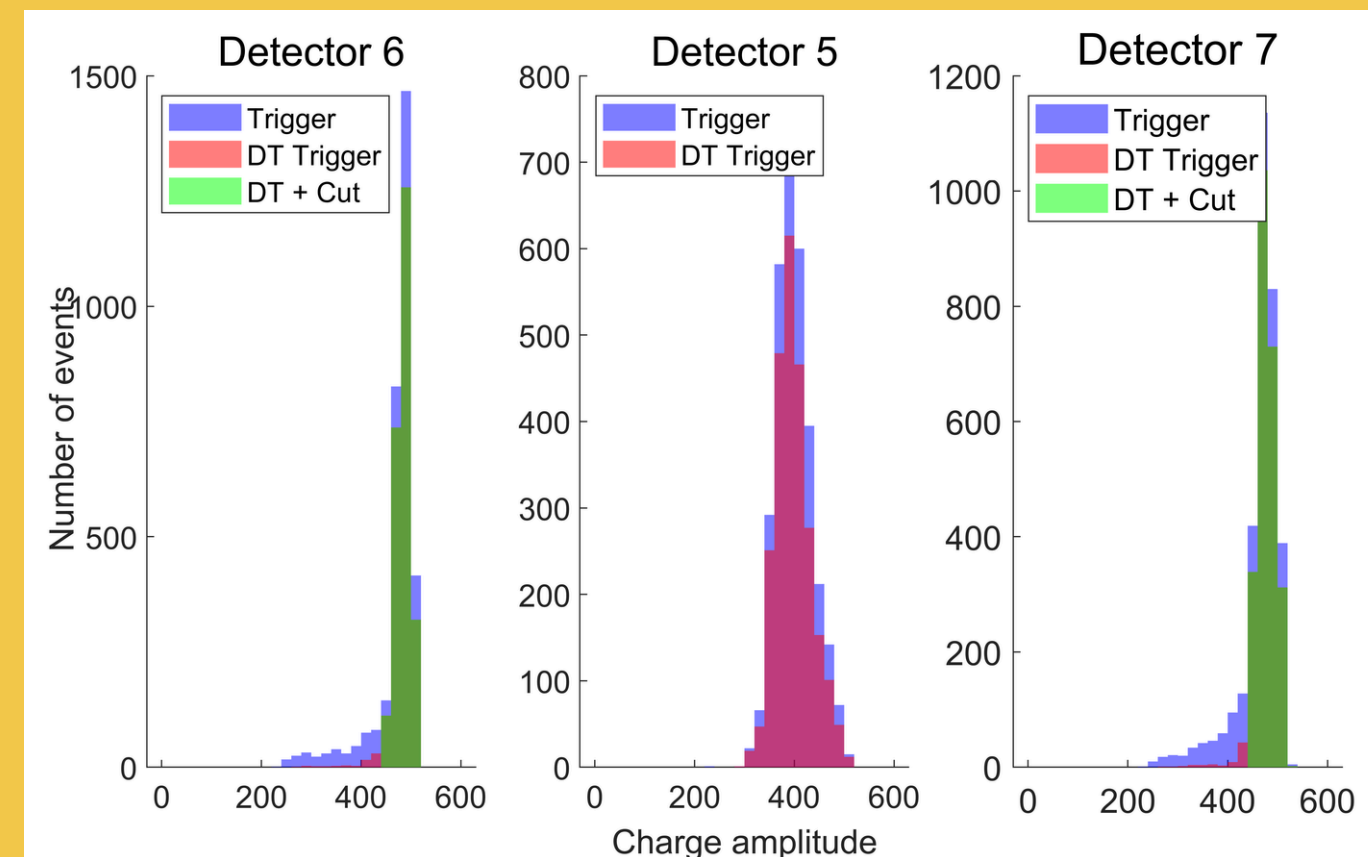 Detector 6
Detector 5
Detector 7
1500
1000
500
0
Trigger
DT Trigger
DT + Cut
0
200
400
600
Number of events
800
700
600
500
400
300
200
100
0
Trigger
DT Trigger
0
200
400
600
Charge amplitude
1200
1000
800
600
400
200
0
Trigger
DT Trigger
DT + Cut
0
200
400
600